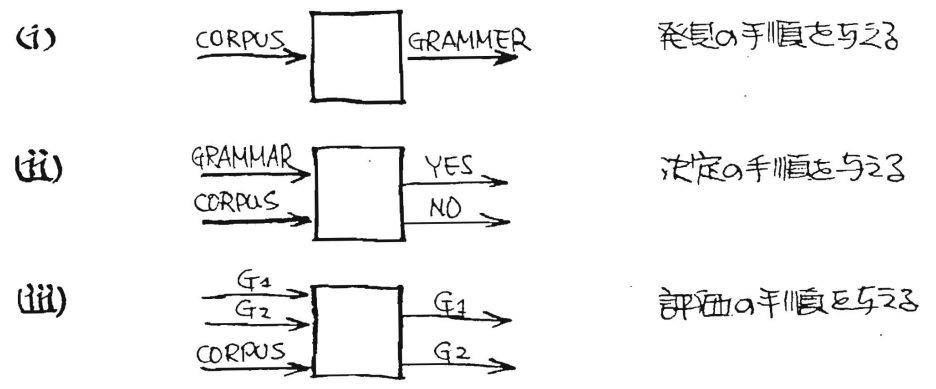 (i) CORPUS GRAMMER 発見の手順を与える
(ii) GRAMMAR YES 決定の手順を与える
CORPUS NO
(iii) G1
G2 G1 評価の手順を与える
CORPUS G2